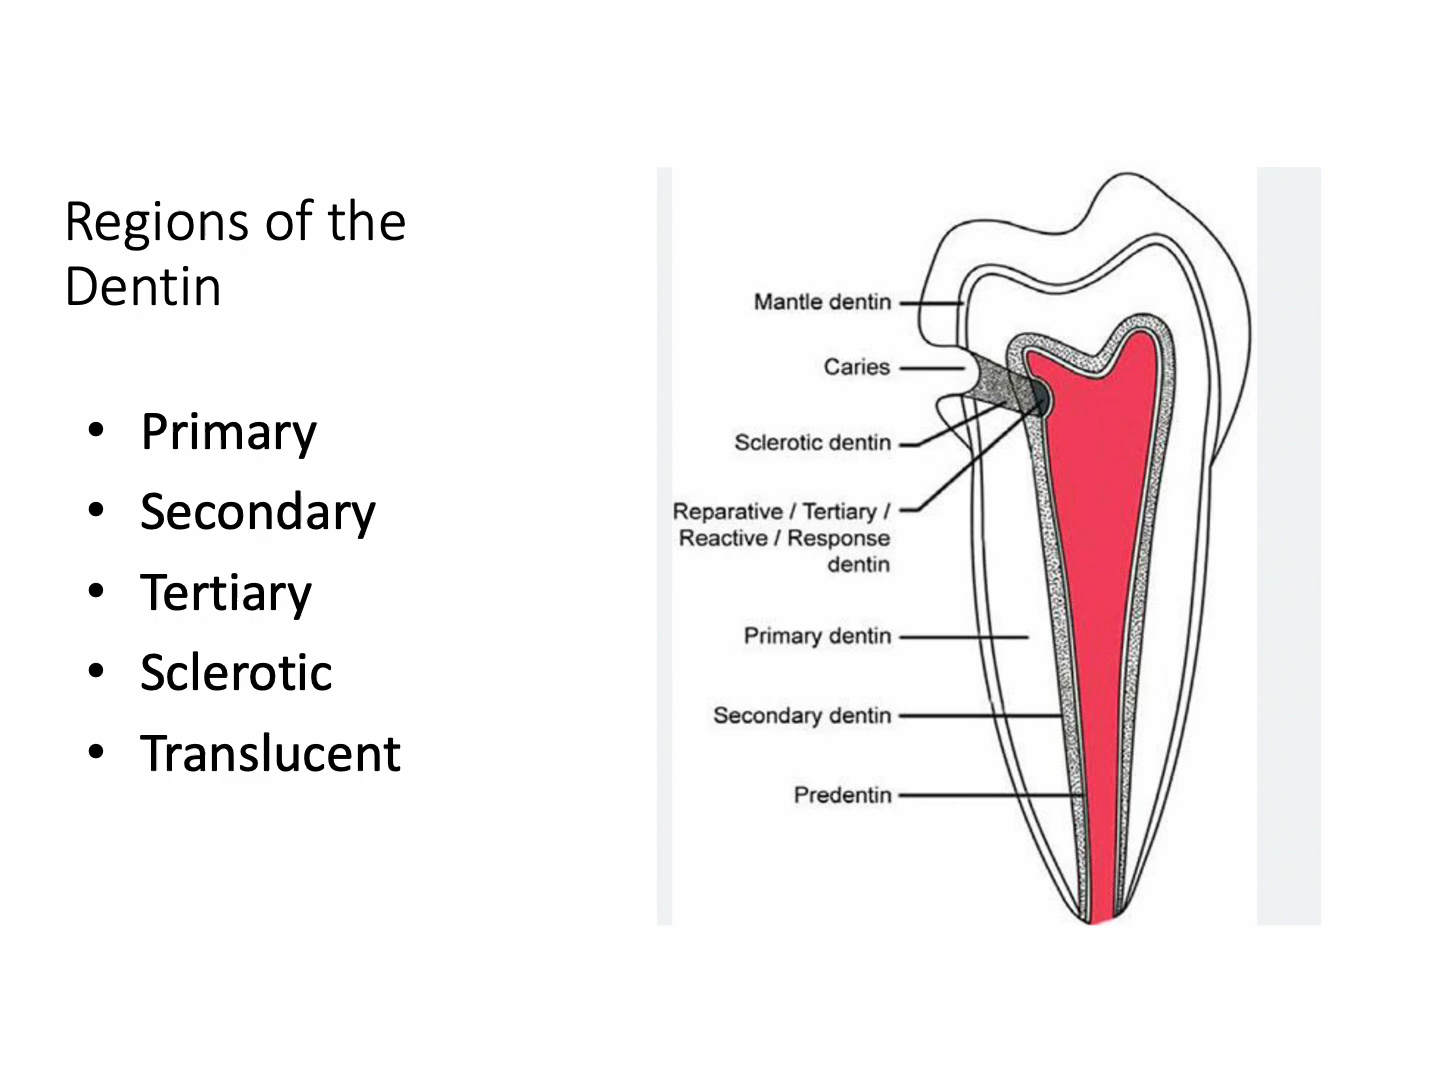 Regions of the
Dentin
• Primary
• Secondary
• Tertiary
• Sclerotic
• Translucent
Mantle dentin
Caries
Sclerotic dentin
Reparative / Tertiary /
Reactive / Response
dentin
Primary dentin
Secondary dentin
Predentin